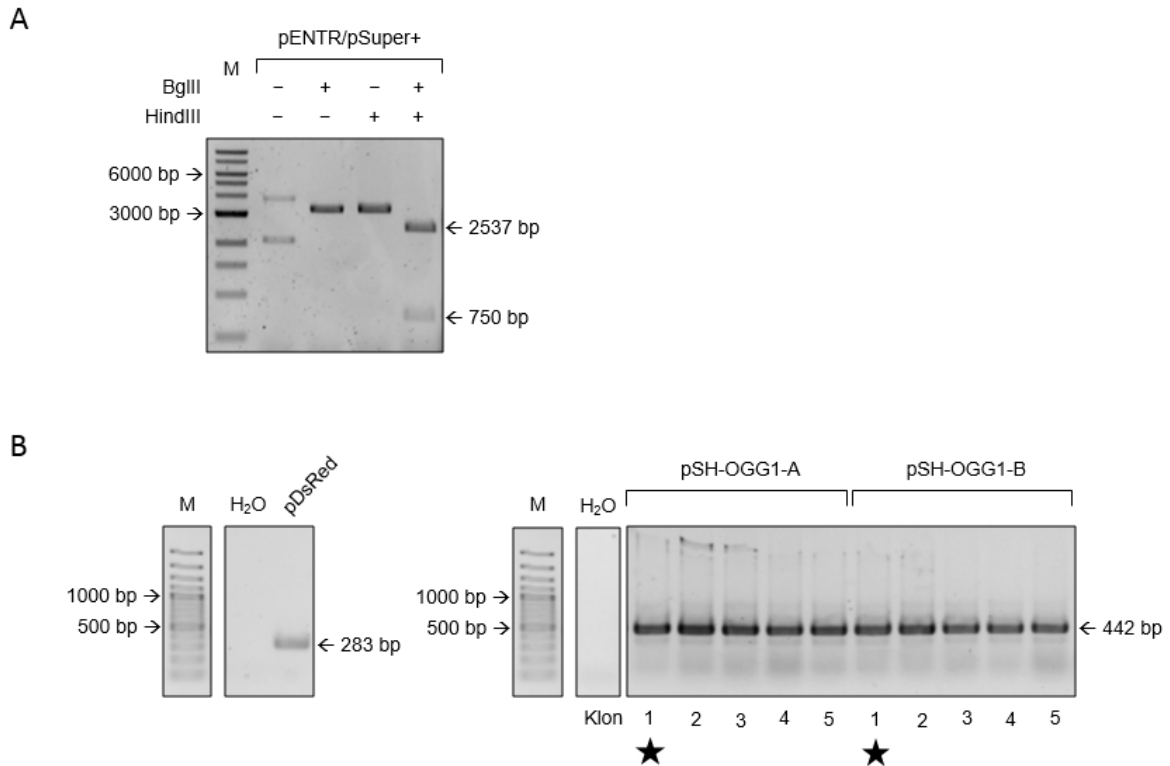 A
pENTR/pSuper+
M
BglII − + − +
HindIII − − + +
6000 bp →
3000 bp →
← 2537 bp
← 750 bp
B
M H₂O pDsRed
1000 bp →
500 bp →
← 283 bp
pSH-OGG1-A pSH-OGG1-B
M H₂O
1000 bp →
500 bp →
← 442 bp
Klon 1 2 3 4 5 1 2 3 4 5